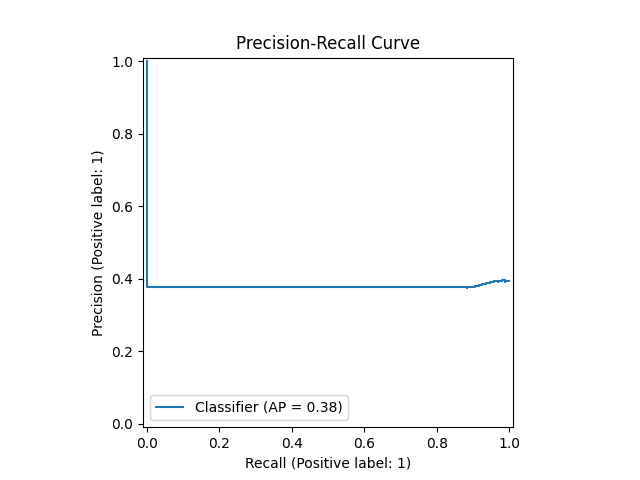 Precision-Recall Curve
1.0
0.8
0.6
0.4
0.2
0.0
Precision (Positive label: 1)
Classifier (AP = 0.38)
0.0 0.2 0.4 0.6 0.8 1.0
Recall (Positive label: 1)